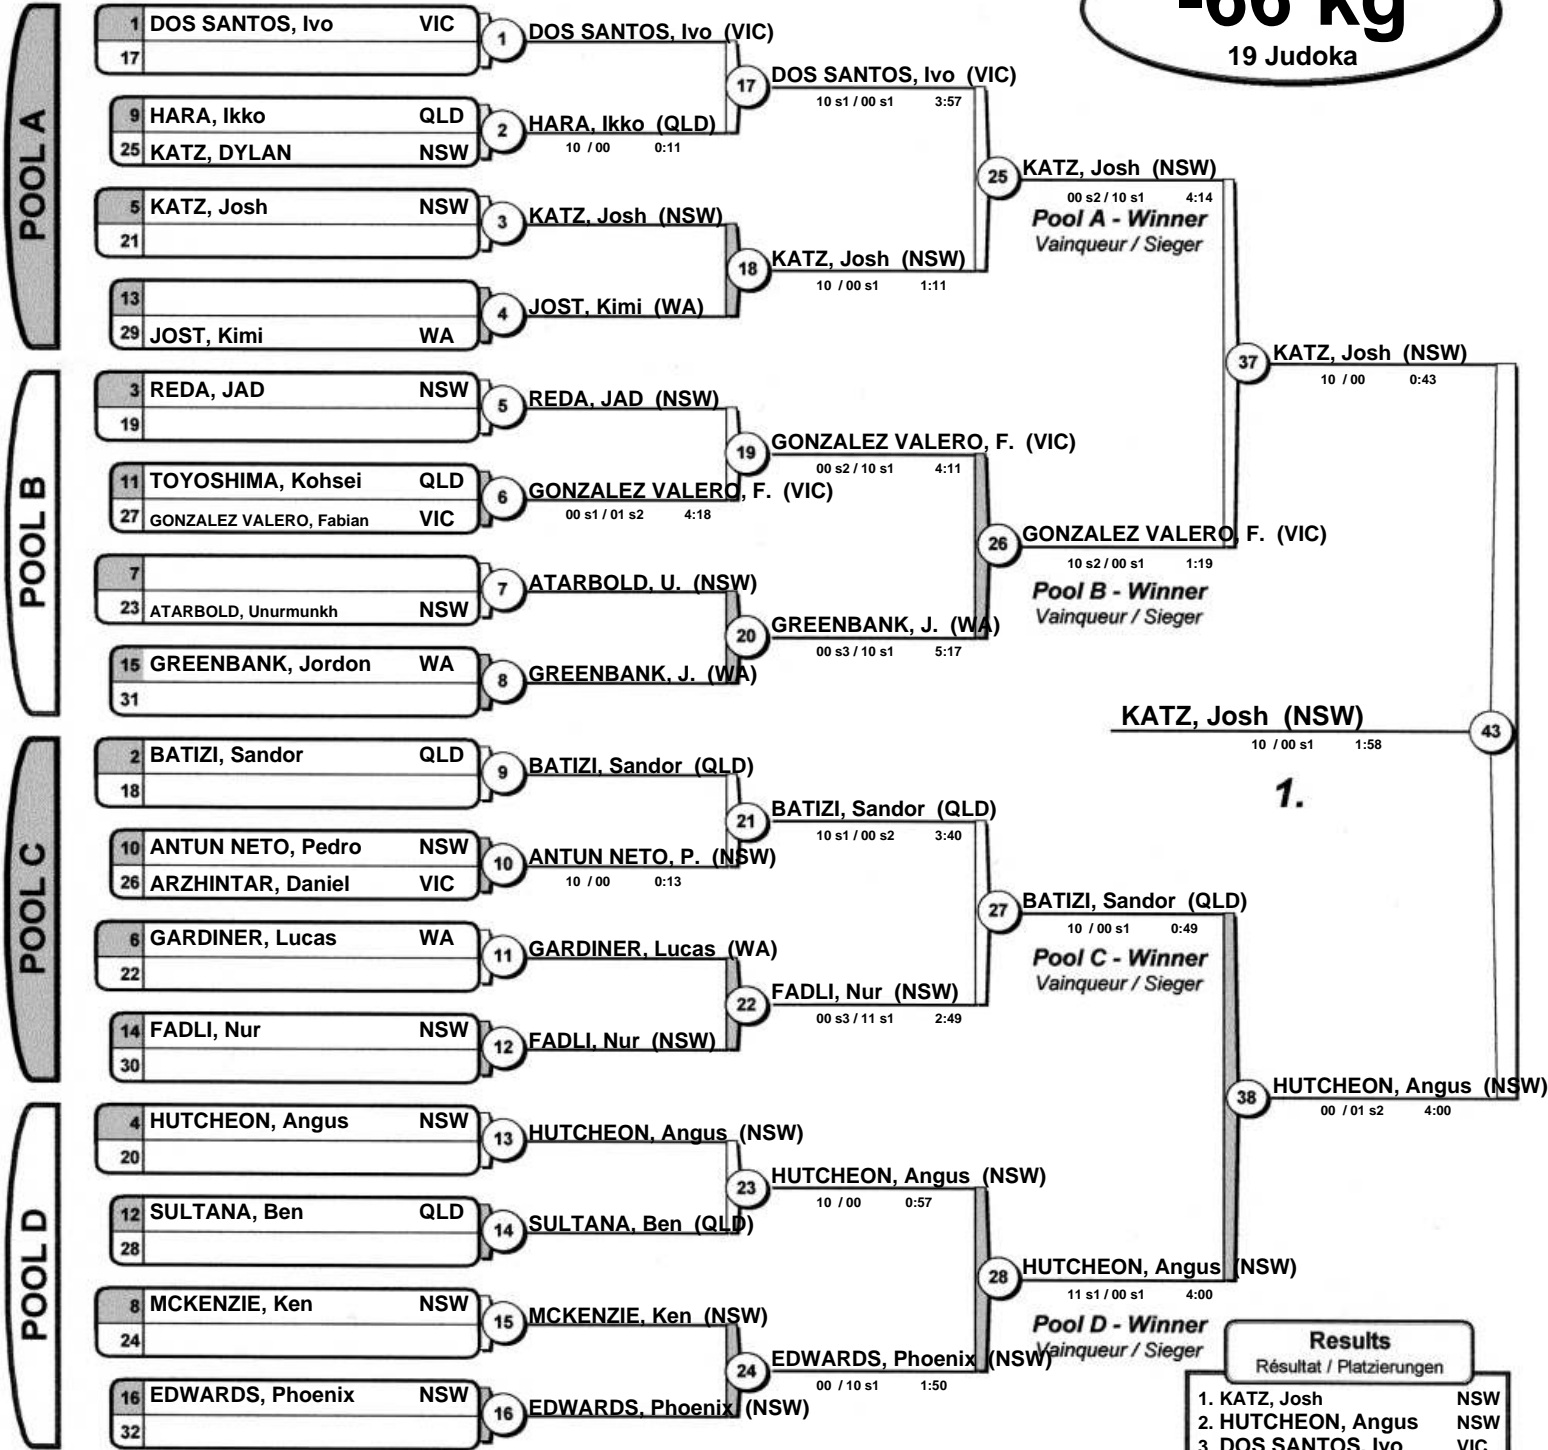 -66 kg
19 Judoka
POOL A
1 DOS SANTOS, Ivo VIC
17
9 HARA, Ikko QLD
25 KATZ, DYLAN NSW
5 KATZ, Josh NSW
21
13
29 JOST, Kimi WA
POOL B
3 REDA, JAD NSW
19
11 TOYOSHIMA, Kohsei QLD
27 GONZALEZ VALERO, Fabian VIC
7
23 ATARBOLD, Unurmunkh NSW
15 GREENBANK, Jordon WA
31
POOL C
2 BATIZI, Sandor QLD
18
10 ANTUN NETO, Pedro NSW
26 ARZHINTAR, Daniel VIC
6 GARDINER, Lucas WA
22
14 FADLI, Nur NSW
30
POOL D
4 HUTCHEON, Angus NSW
20
12 SULTANA, Ben QLD
28
8 MCKENZIE, Ken NSW
24
16 EDWARDS, Phoenix NSW
32
1 DOS SANTOS, Ivo (VIC)
2 HARA, Ikko (QLD)
10 / 00 0:11
3 KATZ, Josh (NSW)
4 JOST, Kimi (WA)
5 REDA, JAD (NSW)
6 GONZALEZ VALERO, F. (VIC)
00 s1 / 01 s2 4:18
7 ATARBOLD, U. (NSW)
8 GREENBANK, J. (WA)
9 BATIZI, Sandor (QLD)
10 ANTUN NETO, P. (NSW)
10 / 00 0:13
11 GARDINER, Lucas (WA)
12 FADLI, Nur (NSW)
13 HUTCHEON, Angus (NSW)
14 SULTANA, Ben (QLD)
15 MCKENZIE, Ken (NSW)
16 EDWARDS, Phoenix (NSW)
17 DOS SANTOS, Ivo (VIC)
10 s1 / 00 s1 3:57
18 KATZ, Josh (NSW)
10 / 00 s1 1:11
19 GONZALEZ VALERO, F. (VIC)
00 s2 / 10 s1 4:11
20 GREENBANK, J. (WA)
00 s3 / 10 s1 5:17
21 BATIZI, Sandor (QLD)
10 s1 / 00 s2 3:40
22 FADLI, Nur (NSW)
00 s3 / 11 s1 2:49
23 HUTCHEON, Angus (NSW)
10 / 00 0:57
24 EDWARDS, Phoenix (NSW)
00 / 10 s1 1:50
25 KATZ, Josh (NSW)
00 s2 / 10 s1 4:14
Pool A - Winner
Vainqueur / Sieger
26 GONZALEZ VALERO, F. (VIC)
10 s2 / 00 s1 1:19
Pool B - Winner
Vainqueur / Sieger
27 BATIZI, Sandor (QLD)
10 / 00 s1 0:49
Pool C - Winner
Vainqueur / Sieger
28 HUTCHEON, Angus (NSW)
11 s1 / 00 s1 4:00
Pool D - Winner
Vainqueur / Sieger
37 KATZ, Josh (NSW)
10 / 00 0:43
38 HUTCHEON, Angus (NSW)
00 / 01 s2 4:00
KATZ, Josh (NSW) 43
10 / 00 s1 1:58
1.
Results
Résultat / Platzierungen
1. KATZ, Josh NSW
2. HUTCHEON, Angus NSW
3. DOS SANTOS, Ivo VIC